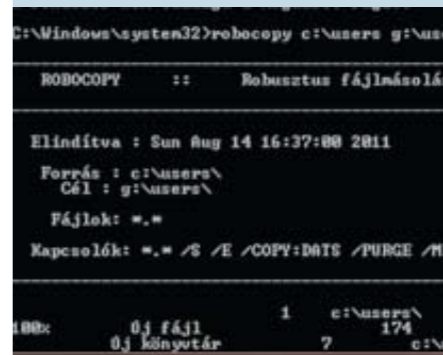 C:\Windows\system32>robocopy c:\users g:\use
ROBOCOPY :: Robusztus fájlmásolá
Elindítva : Sun Aug 14 16:37:00 2011
Forrás : c:\users\
Cél : g:\users\
Fájlok: *.*
Kapcsolók: *.* /S /E /COPY:DATS /PURGE /M
1 c:\users\
100% Új fájl 174
Új könyvtár 7 c:\